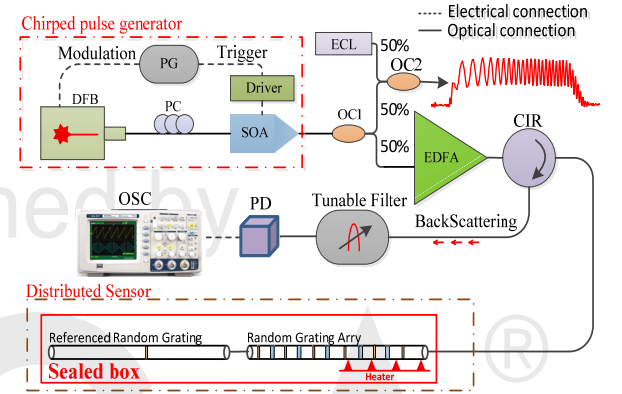 Chirped pulse generator
Electrical connection
Optical connection
Modulation
PG
Trigger
ECL
50%
OC2
DFB
PC
Driver
SOA
OC1
50%
50%
EDFA
CIR
OSC
PD
Tunable Filter
BackScattering
ned by
Distributed Sensor
Referenced Random Grating
Random Grating Arry
Sealed box
Heater
®